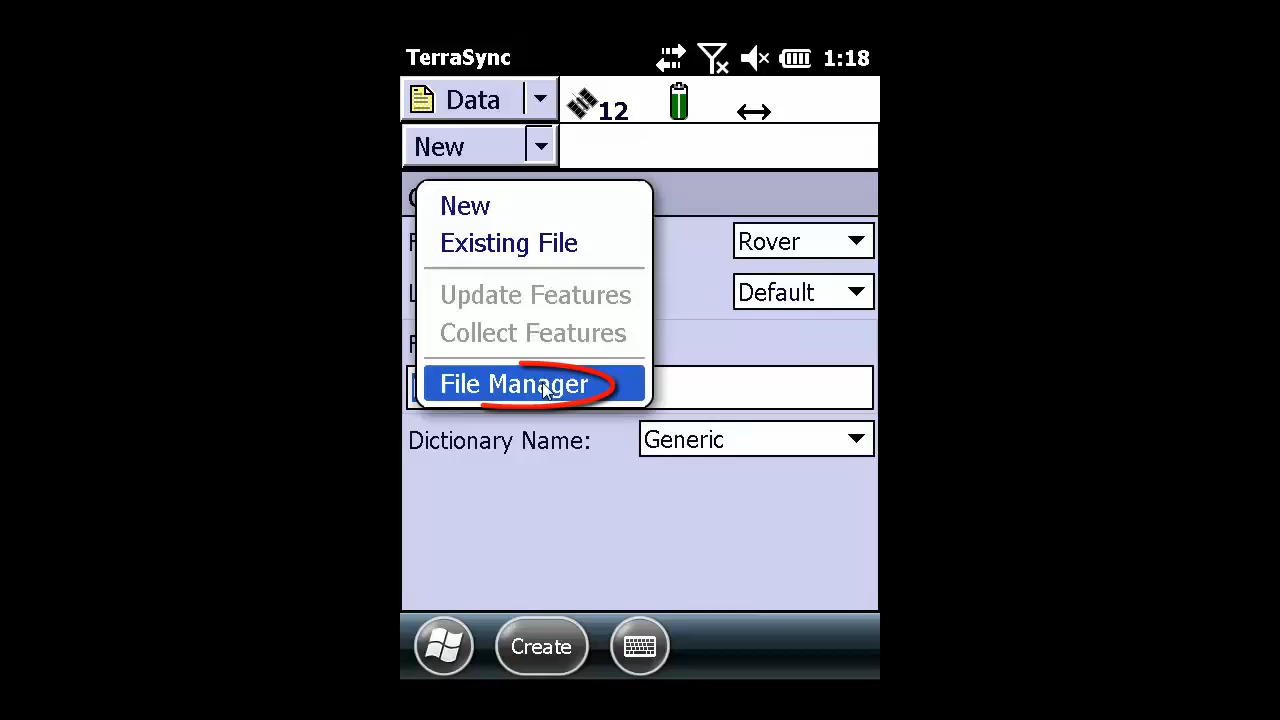 TerraSync 1:18
Data 12
New
New
Existing File
Rover
Update Features
Default
Collect Features
File Manager
Dictionary Name: Generic
Create